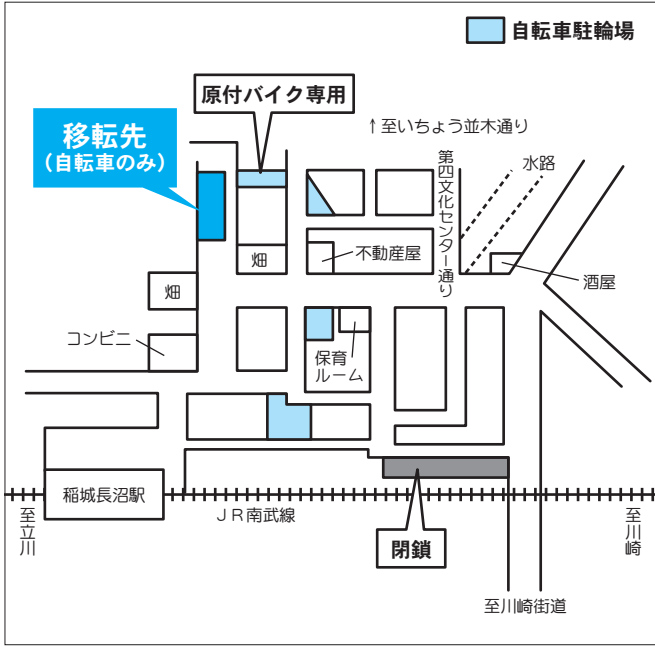 自転車駐輪場
原付バイク専用
移転先
(自転車のみ)
↑至いちょう並木通り
第四文化センター通り
水路
畑
不動産屋
酒屋
畑
コンビニ
保育
ルーム
稲城長沼駅
JR南武線
至立川
至川崎
閉鎖
至川崎街道